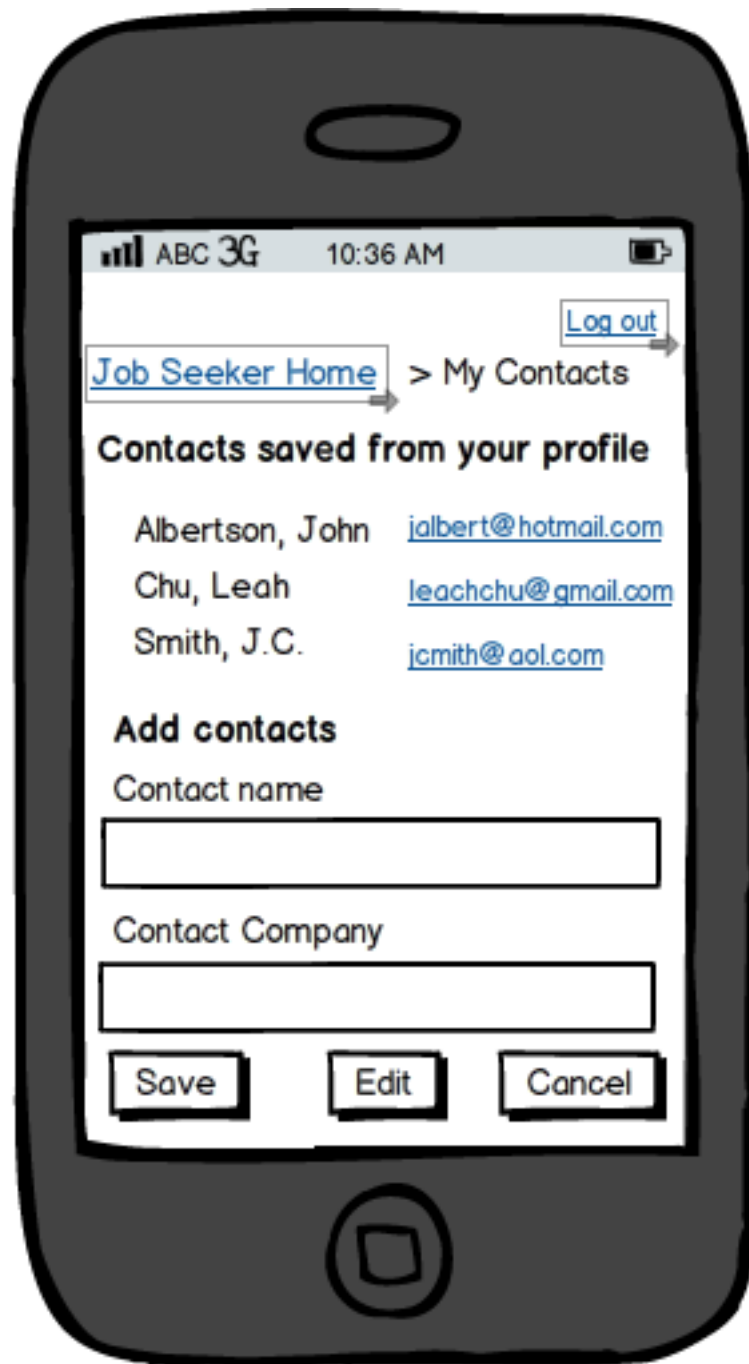 ABC 3G 10:36 AM
Log out
Job Seeker Home > My Contacts
Contacts saved from your profile
Albertson, John jalbert@hotmail.com
Chu, Leah leachchu@gmail.com
Smith, J.C. jcmith@aol.com
Add contacts
Contact name
Contact Company
Save Edit Cancel